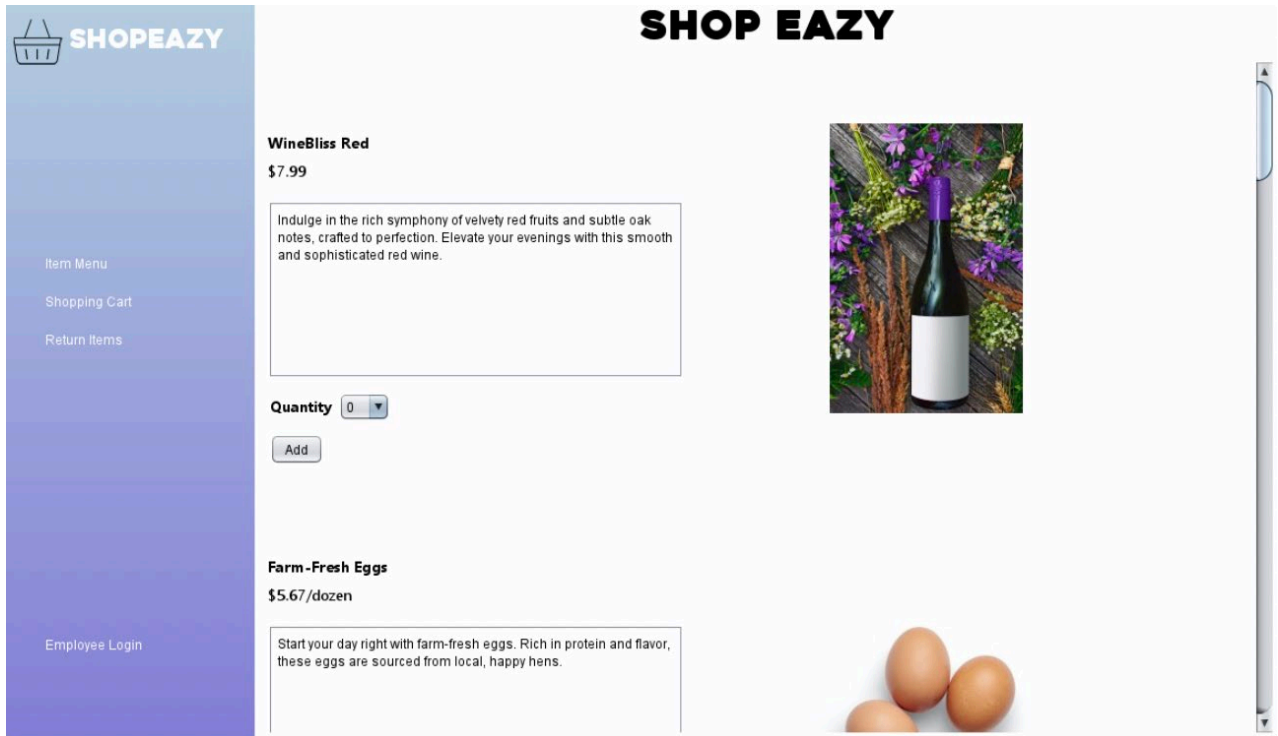 SHOPEAZY
Item Menu
Shopping Cart
Return Items
Employee Login
SHOP EAZY
WineBliss Red
$7.99
Indulge in the rich symphony of velvety red fruits and subtle oak
notes, crafted to perfection. Elevate your evenings with this smooth
and sophisticated red wine.
Quantity 0
Add
Farm-Fresh Eggs
$5.67/dozen
Start your day right with farm-fresh eggs. Rich in protein and flavor,
these eggs are sourced from local, happy hens.